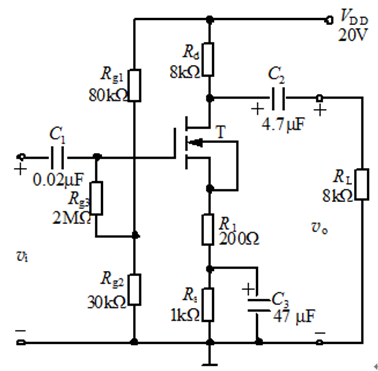 V_DD
20V
R_d
8kΩ
C_2
R_g1
80kΩ
+
+
T
4.7μF
C_1
+
0.02μF
R_g3
2MΩ
R_L
8kΩ
R_1
200Ω
v_i
v_o
R_g2
30kΩ
+
R_s
1kΩ
C_3
47 μF
−
−